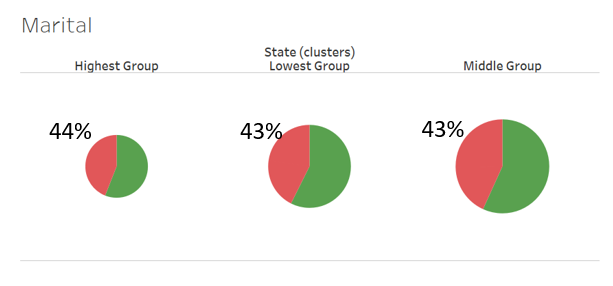 Marital
State (clusters)
Highest Group
Lowest Group
Middle Group
44%
43%
43%